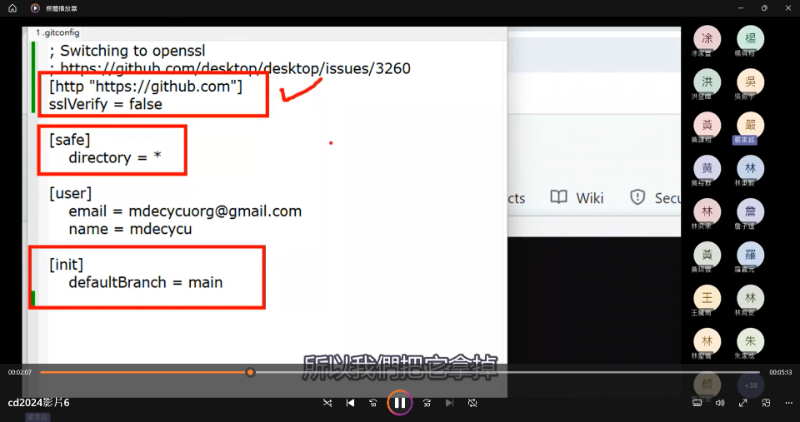 媒體播放器
1 .gitconfig
; Switching to openssl
; https://github.com/desktop/desktop/issues/3260
[http "https://github.com"]
sslVerify = false
[safe]
directory = *
[user]
email = mdecycuorg@gmail.com
name = mdecycu
[init]
defaultBranch = main
cts Wiki Secu
涂 楊
洪 吳
黃 嚴
黃 林
林 詹
黃 羅
王 林
林 朱
顏 +38
所以我們把它拿掉
00:02:07 00:05:13
cd2024影片6